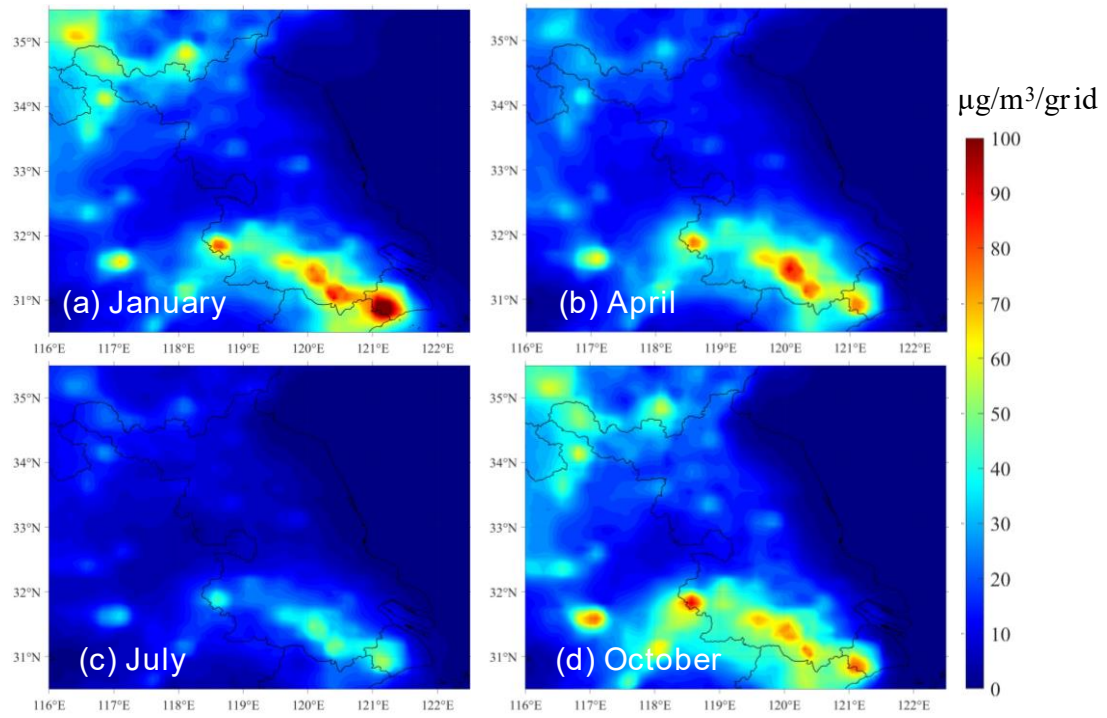 35°N
34°N
33°N
32°N
31°N
(a) January
116°E 117°E 118°E 119°E 120°E 121°E 122°E
35°N
34°N
33°N
32°N
31°N
(b) April
116°E 117°E 118°E 119°E 120°E 121°E 122°E
35°N
34°N
33°N
32°N
31°N
(c) July
116°E 117°E 118°E 119°E 120°E 121°E 122°E
35°N
34°N
33°N
32°N
31°N
(d) October
116°E 117°E 118°E 119°E 120°E 121°E 122°E
µg/m³/grid
100
90
80
70
60
50
40
30
20
10
0